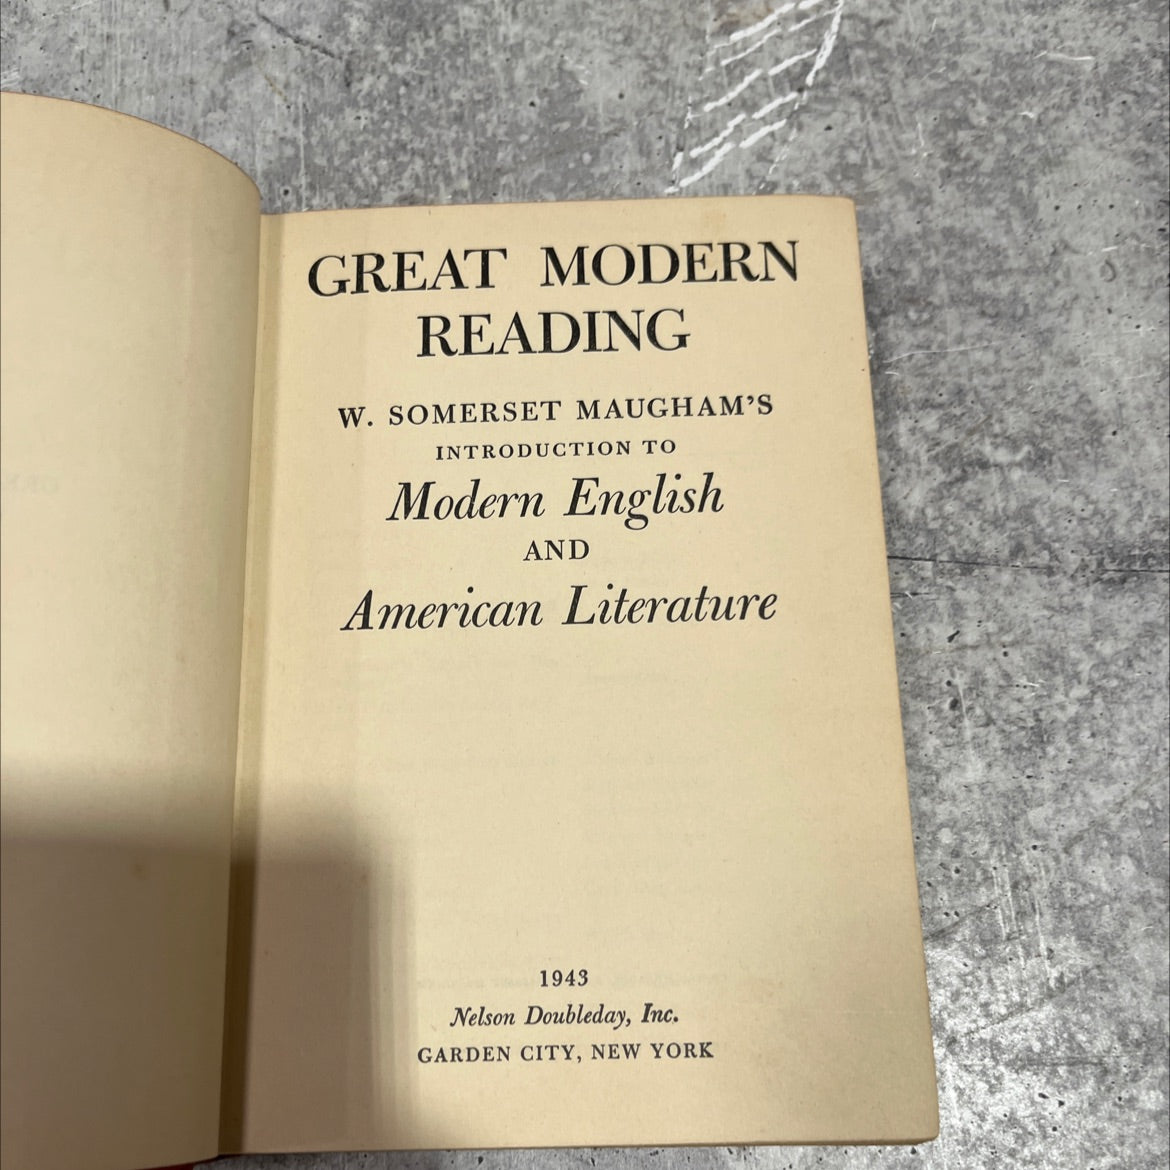 GREAT MODERN
READING
W. SOMERSET MAUGHAM'S
INTRODUCTION TO
Modern English
AND
American Literature
1943
Nelson Doubleday, Inc.
GARDEN CITY, NEW YORK